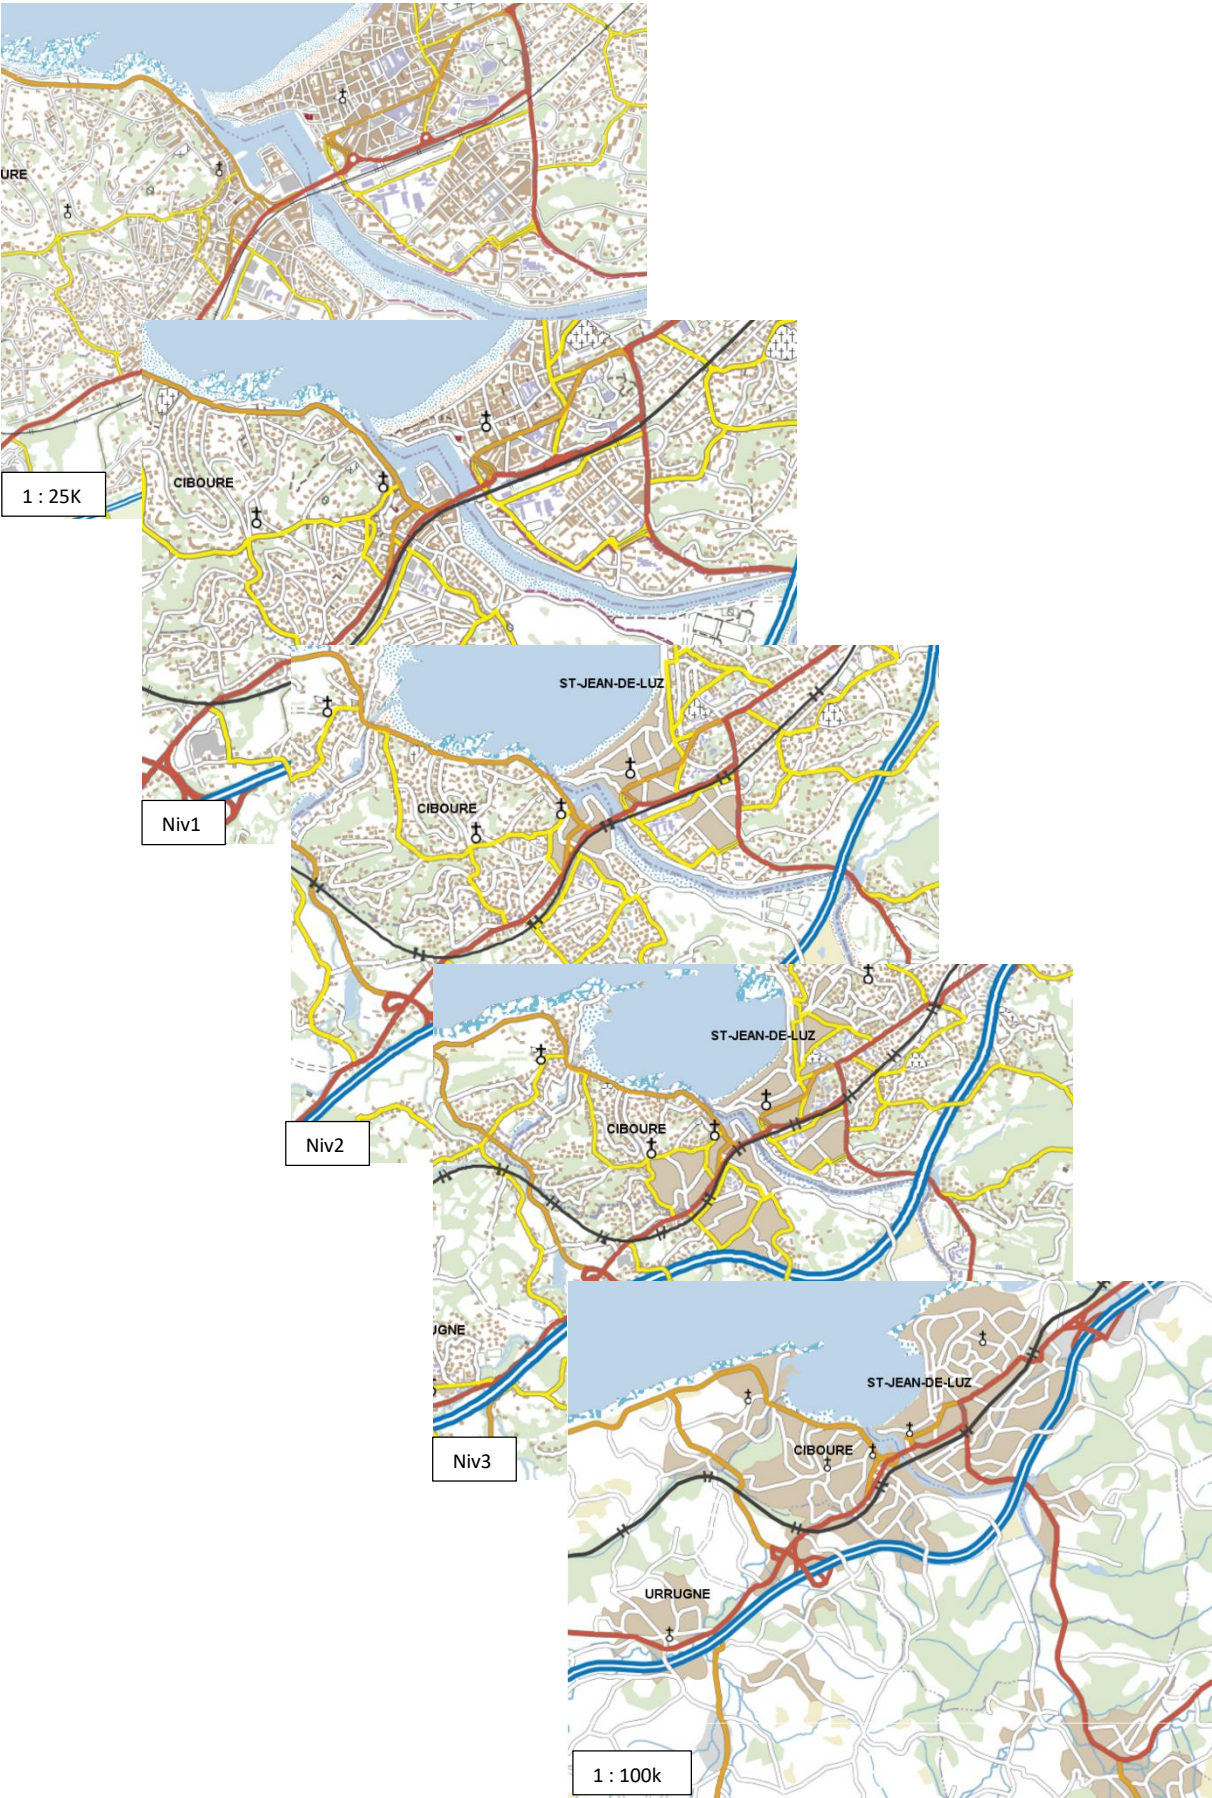 URE
1 : 25K
CIBOURE
Niv1
ST-JEAN-DE-LUZ
CIBOURE
Niv2
ST-JEAN-DE-LUZ
CIBOURE
UGNE
Niv3
ST-JEAN-DE-LUZ
CIBOURE
URRUGNE
1 : 100k